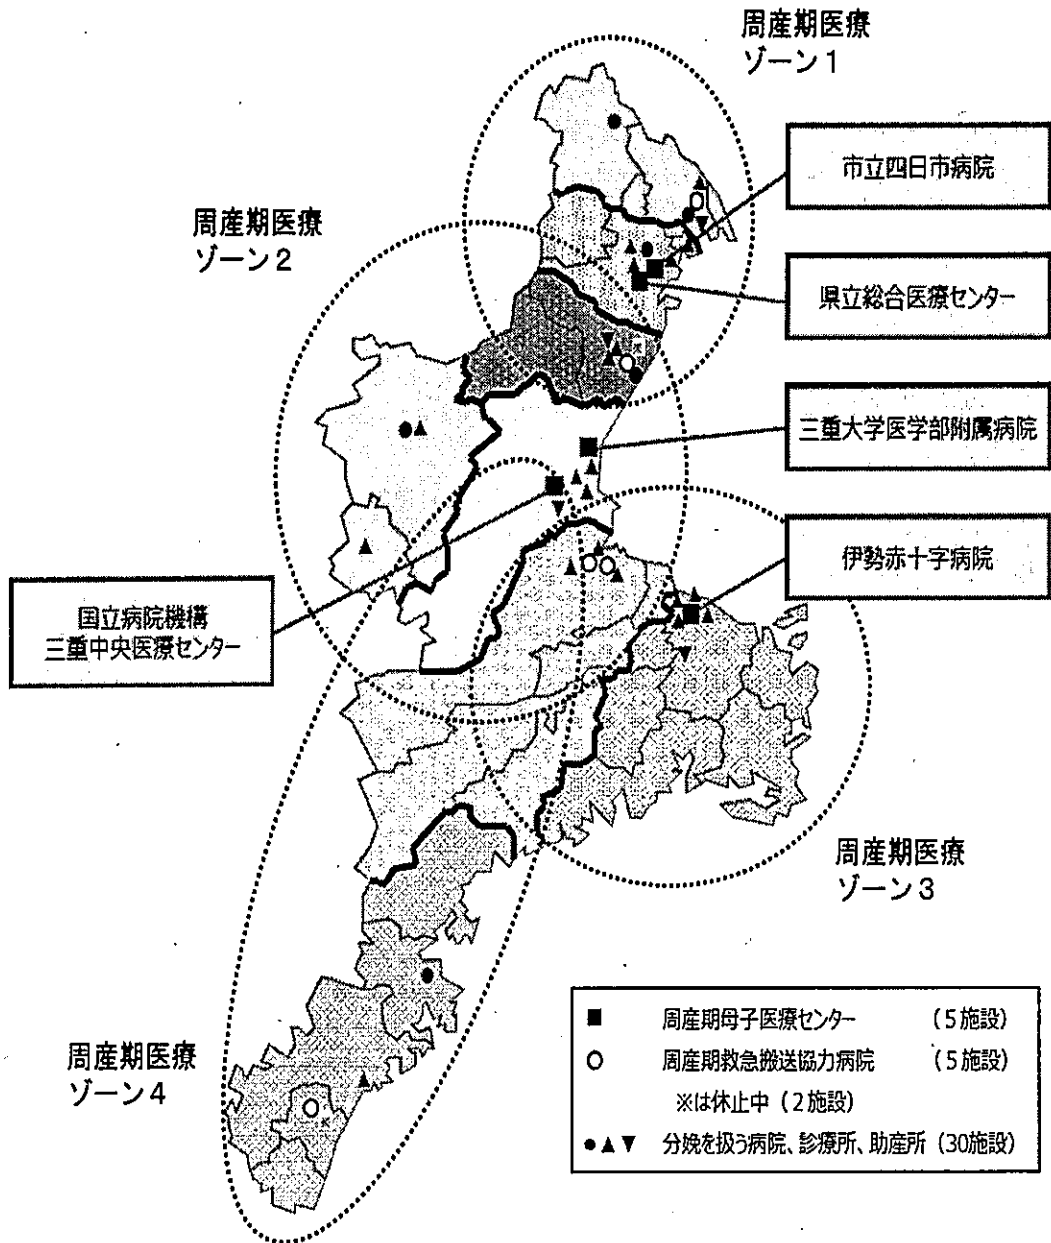 周産期医療
ゾーン1
市立四日市病院
周産期医療
ゾーン2
県立総合医療センター
三重大学医学部附属病院
伊勢赤十字病院
国立病院機構
三重中央医療センター
周産期医療
ゾーン3
周産期医療
ゾーン4
■ 周産期母子医療センター (5施設)
○ 周産期救急搬送協力病院 (5施設)
※は休止中 (2施設)
●▲▼ 分娩を扱う病院、診療所、助産所 (30施設)
※
※